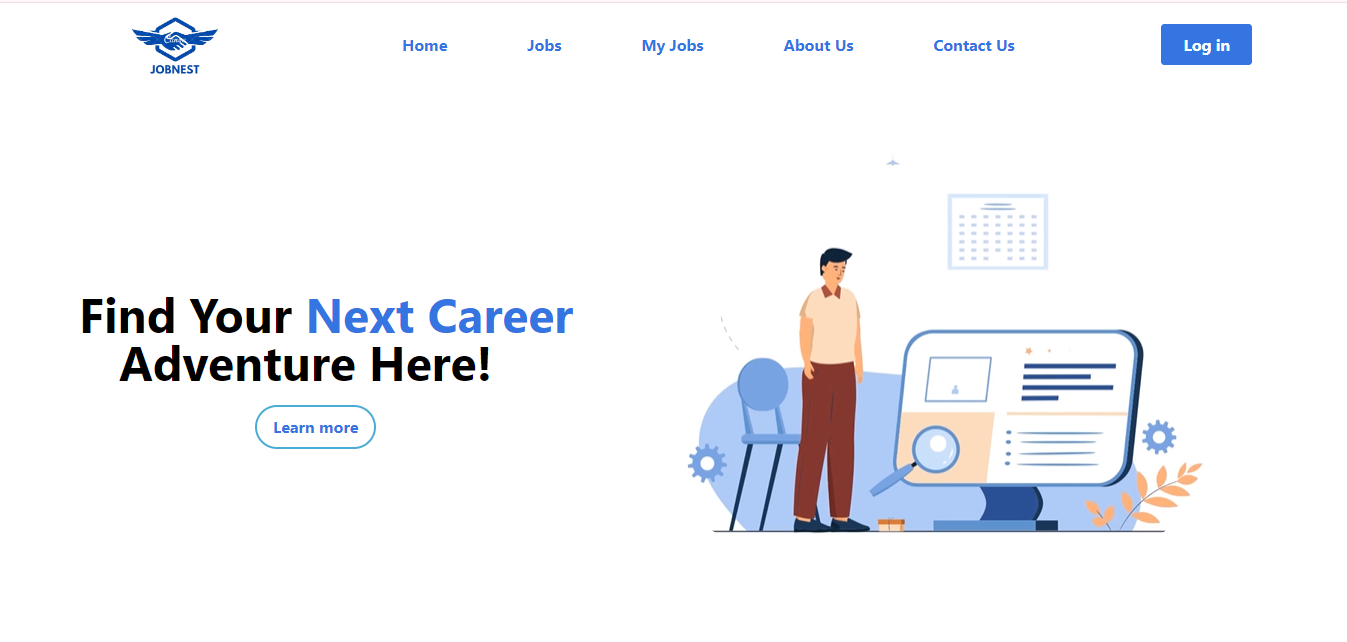 JOBNEST
Home
Jobs
My Jobs
About Us
Contact Us
Log in
Find Your Next Career
Adventure Here!
Learn more